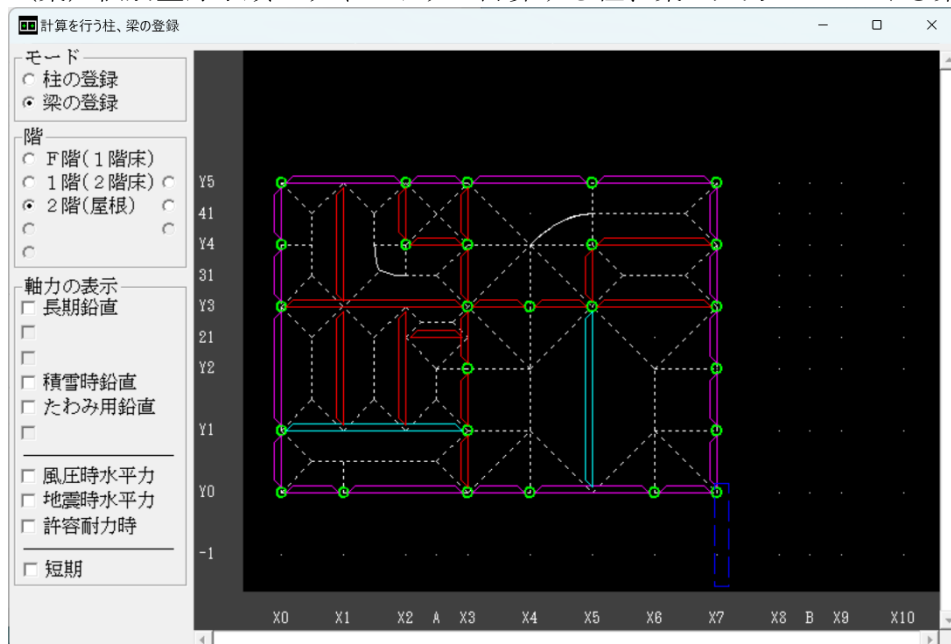 計算を行う柱、梁の登録
モード
柱の登録
梁の登録
階
F階(1階床)
1階(2階床)
2階(屋根)
軸力の表示
長期鉛直
積雪時鉛直
たわみ用鉛直
風圧時水平力
地震時水平力
許容耐力時
短期
Y5
41
Y4
31
Y3
21
Y2
Y1
Y0
-1
X0 X1 X2 A X3 X4 X5 X6 X7 X8 B X9 X10